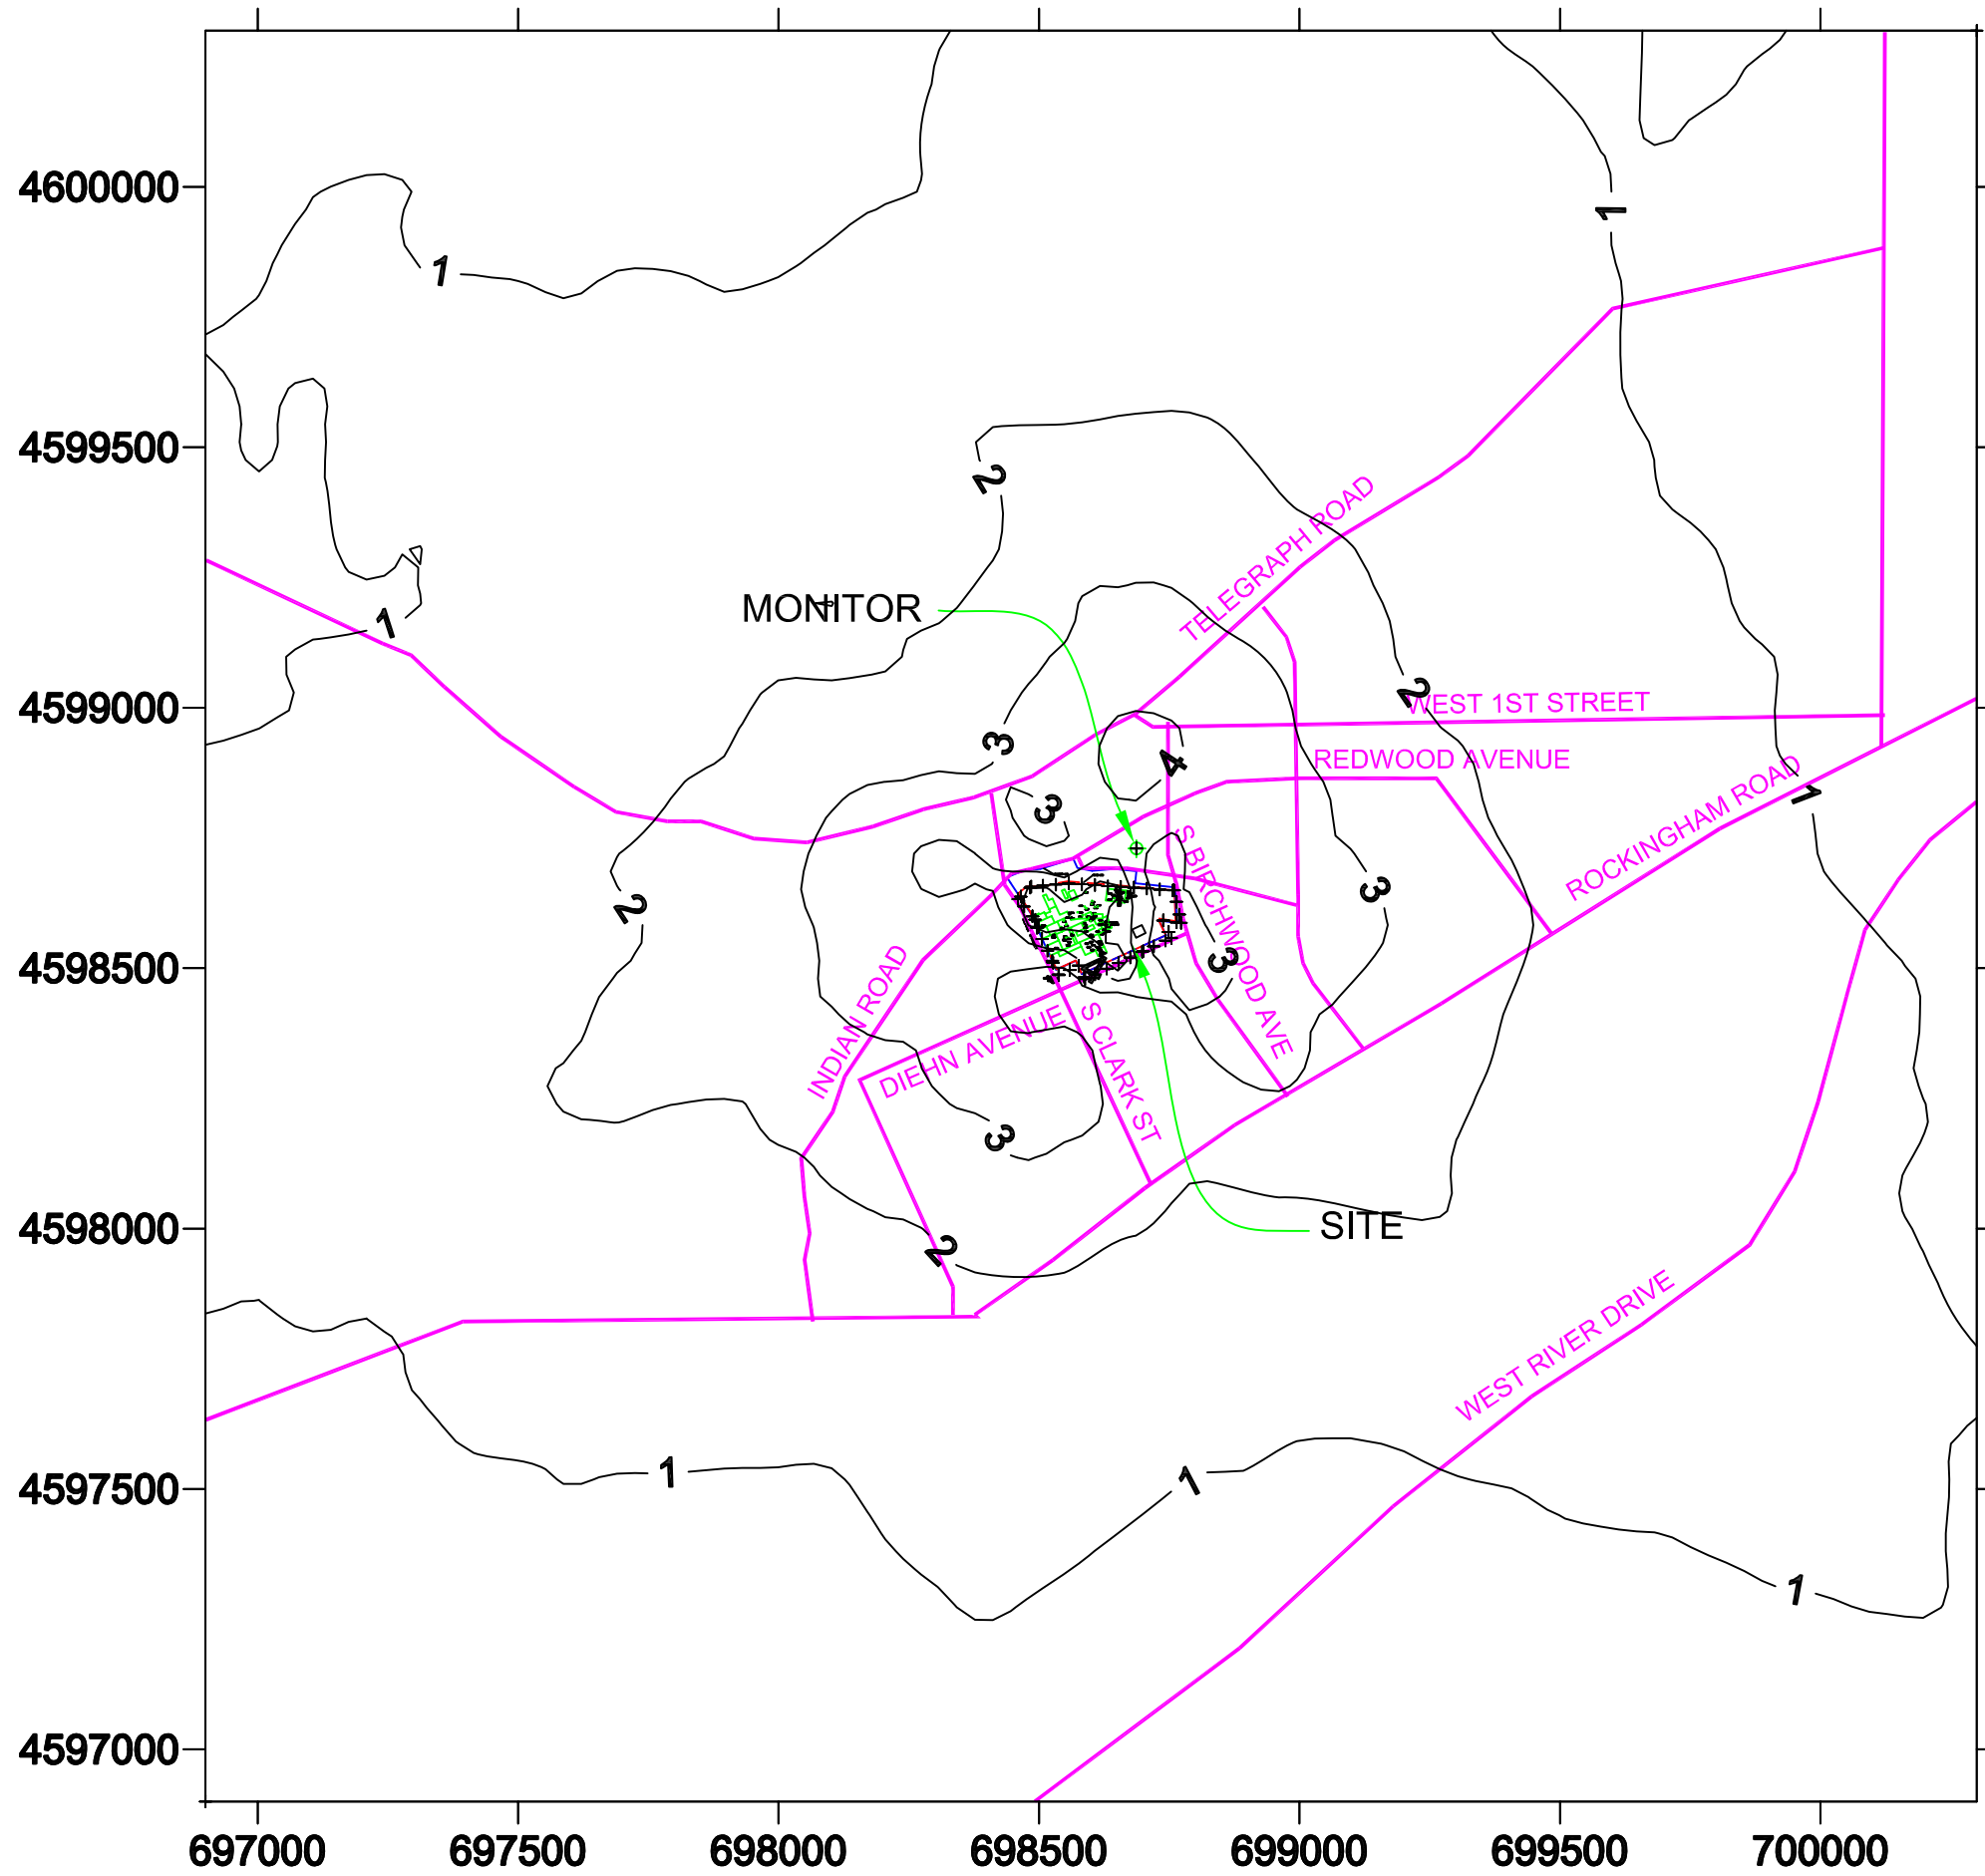 4600000
1
1
4599500
2
TELEGRAPH ROAD
MONITOR
1
4599000
2
WEST 1ST STREET
3
4
REDWOOD AVENUE
3
1
ROCKINGHAM ROAD
S BIRCHWOOD AVE
2
3
3
4598500
INDIAN ROAD
DIEHN AVENUE
S CLARK ST
3
4598000
2
SITE
WEST RIVER DRIVE
1
1
4597500
1
4597000
697000 697500 698000 698500 699000 699500 700000